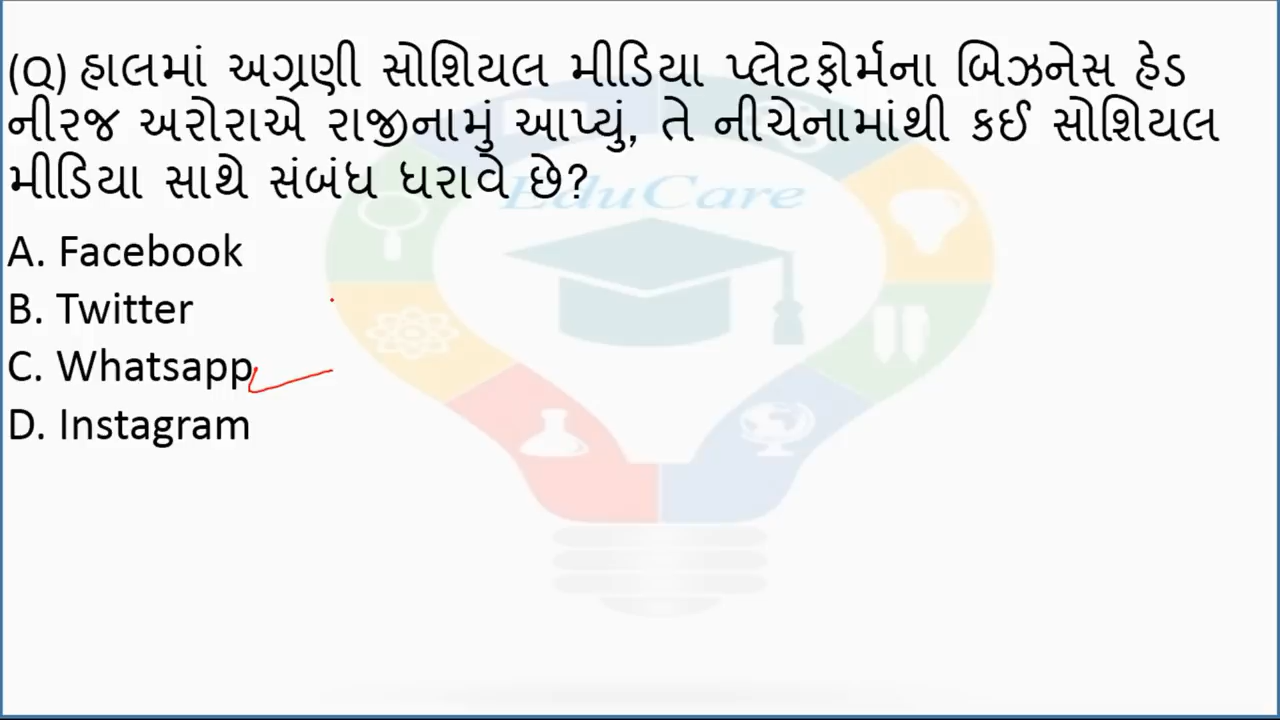 (Q) હાલમાં અગ્રણી સોશિયલ મીડિયા પ્લેટફોર્મના બિઝનેસ હેડ
નીરજ અરોરાએ રાજીનામું આપ્યું, તે નીચેનામાંથી કઈ સોશિયલ
મીડિયા સાથે સંબંધ ધરાવે છે?
EduCare
A. Facebook
B. Twitter
C. Whatsapp
D. Instagram